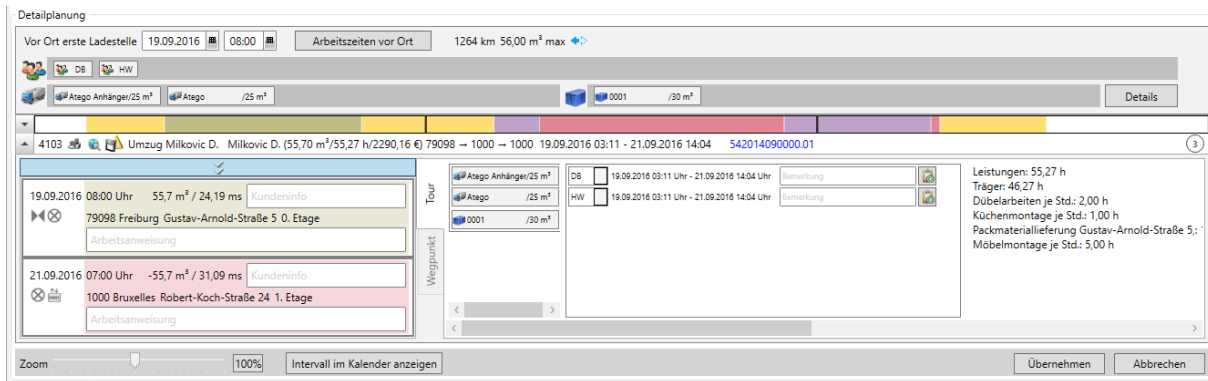 Detailplanung
Vor Ort erste Ladestelle 19.09.2016 08:00 Arbeitszeiten vor Ort 1264 km 56,00 m³ max
DB HW
Atego Anhänger/25 m³ Atego /25 m³ 0001 /30 m³ Details
4103 Umzug Milkovic D. Milkovic D. (55,70 m³/55,27 h/2290,16 €) 79098 → 1000 → 1000 19.09.2016 03:11 - 21.09.2016 14:04 542014090000.01 3
19.09.2016 08:00 Uhr 55,7 m³ / 24,19 ms Kundeninfo
79098 Freiburg Gustav-Arnold-Straße 5 0. Etage
Arbeitsanweisung
21.09.2016 07:00 Uhr -55,7 m³ / 31,09 ms Kundeninfo
1000 Bruxelles Robert-Koch-Straße 24 1. Etage
Arbeitsanweisung
Tour
Wegpunkt
Atego Anhänger/25 m³
Atego /25 m³
0001 /30 m³
DB 19.09.2016 03:11 Uhr - 21.09.2016 14:04 Uhr Bemerkung
HW 19.09.2016 03:11 Uhr - 21.09.2016 14:04 Uhr Bemerkung
Leistungen: 55,27 h
Träger: 46,27 h
Dübelarbeiten je Std.: 2,00 h
Küchenmontage je Std.: 1,00 h
Packmateriallieferung Gustav-Arnold-Straße 5,:
Möbelmontage je Std.: 5,00 h
Zoom 100% Intervall im Kalender anzeigen Übernehmen Abbrechen